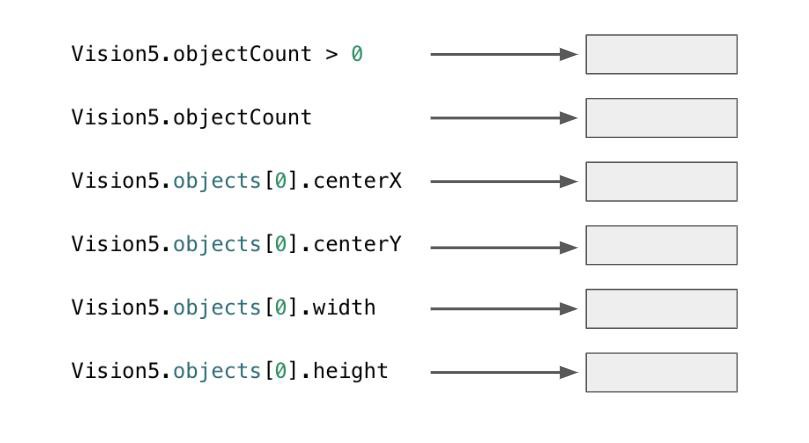 Vision5.objectCount > 0
Vision5.objectCount
Vision5.objects[0].centerX
Vision5.objects[0].centerY
Vision5.objects[0].width
Vision5.objects[0].height